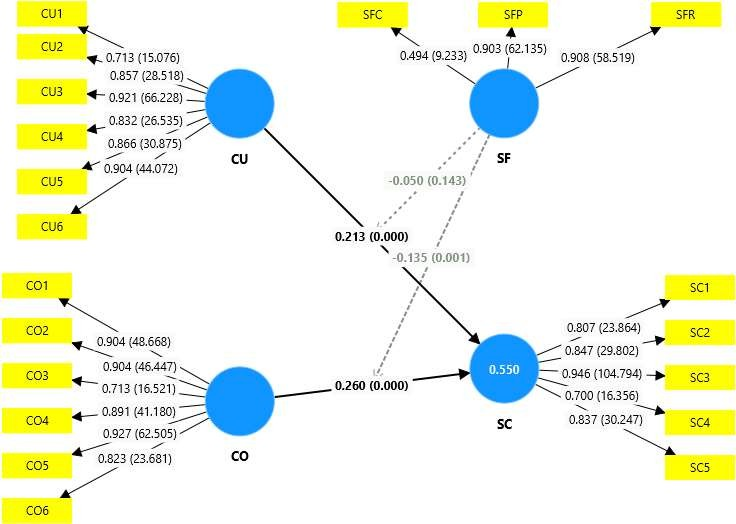 CU1
CU2
CU3
CU4
CU5
CU6
0.713 (15.076)
0.857 (28.518)
0.921 (66.228)
0.832 (26.535)
0.866 (30.875)
0.904 (44.072)
CU
SFC
SFP
SFR
0.494 (9.233)
0.903 (62.135)
0.908 (58.519)
SF
-0.050 (0.143)
0.213 (0.000)
-0.135 (0.001)
CO1
CO2
CO3
CO4
CO5
CO6
0.904 (48.668)
0.904 (46.447)
0.713 (16.521)
0.891 (41.180)
0.927 (62.505)
0.823 (23.681)
CO
0.260 (0.000)
0.550
SC
0.807 (23.864)
0.847 (29.802)
0.946 (104.794)
0.700 (16.356)
0.837 (30.247)
SC1
SC2
SC3
SC4
SC5